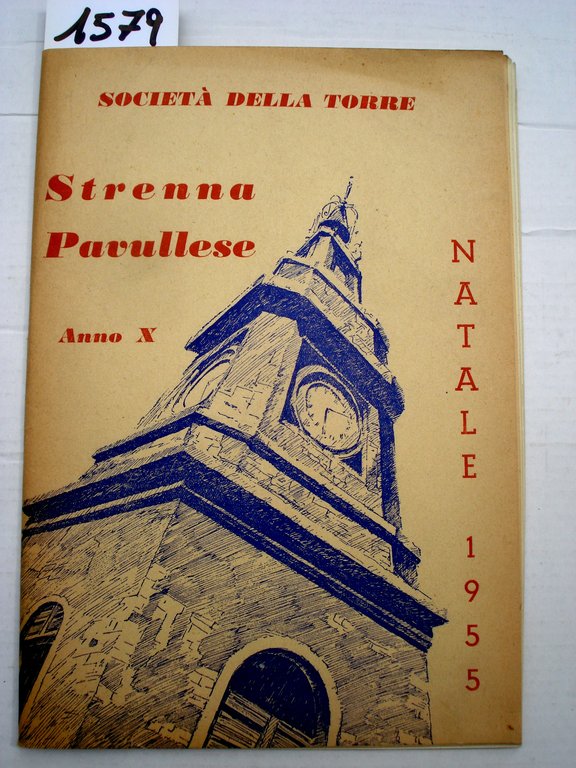 1579
SOCIETÀ DELLA TORRE
Strenna
Pavullese
Anno X
NATALE 1955